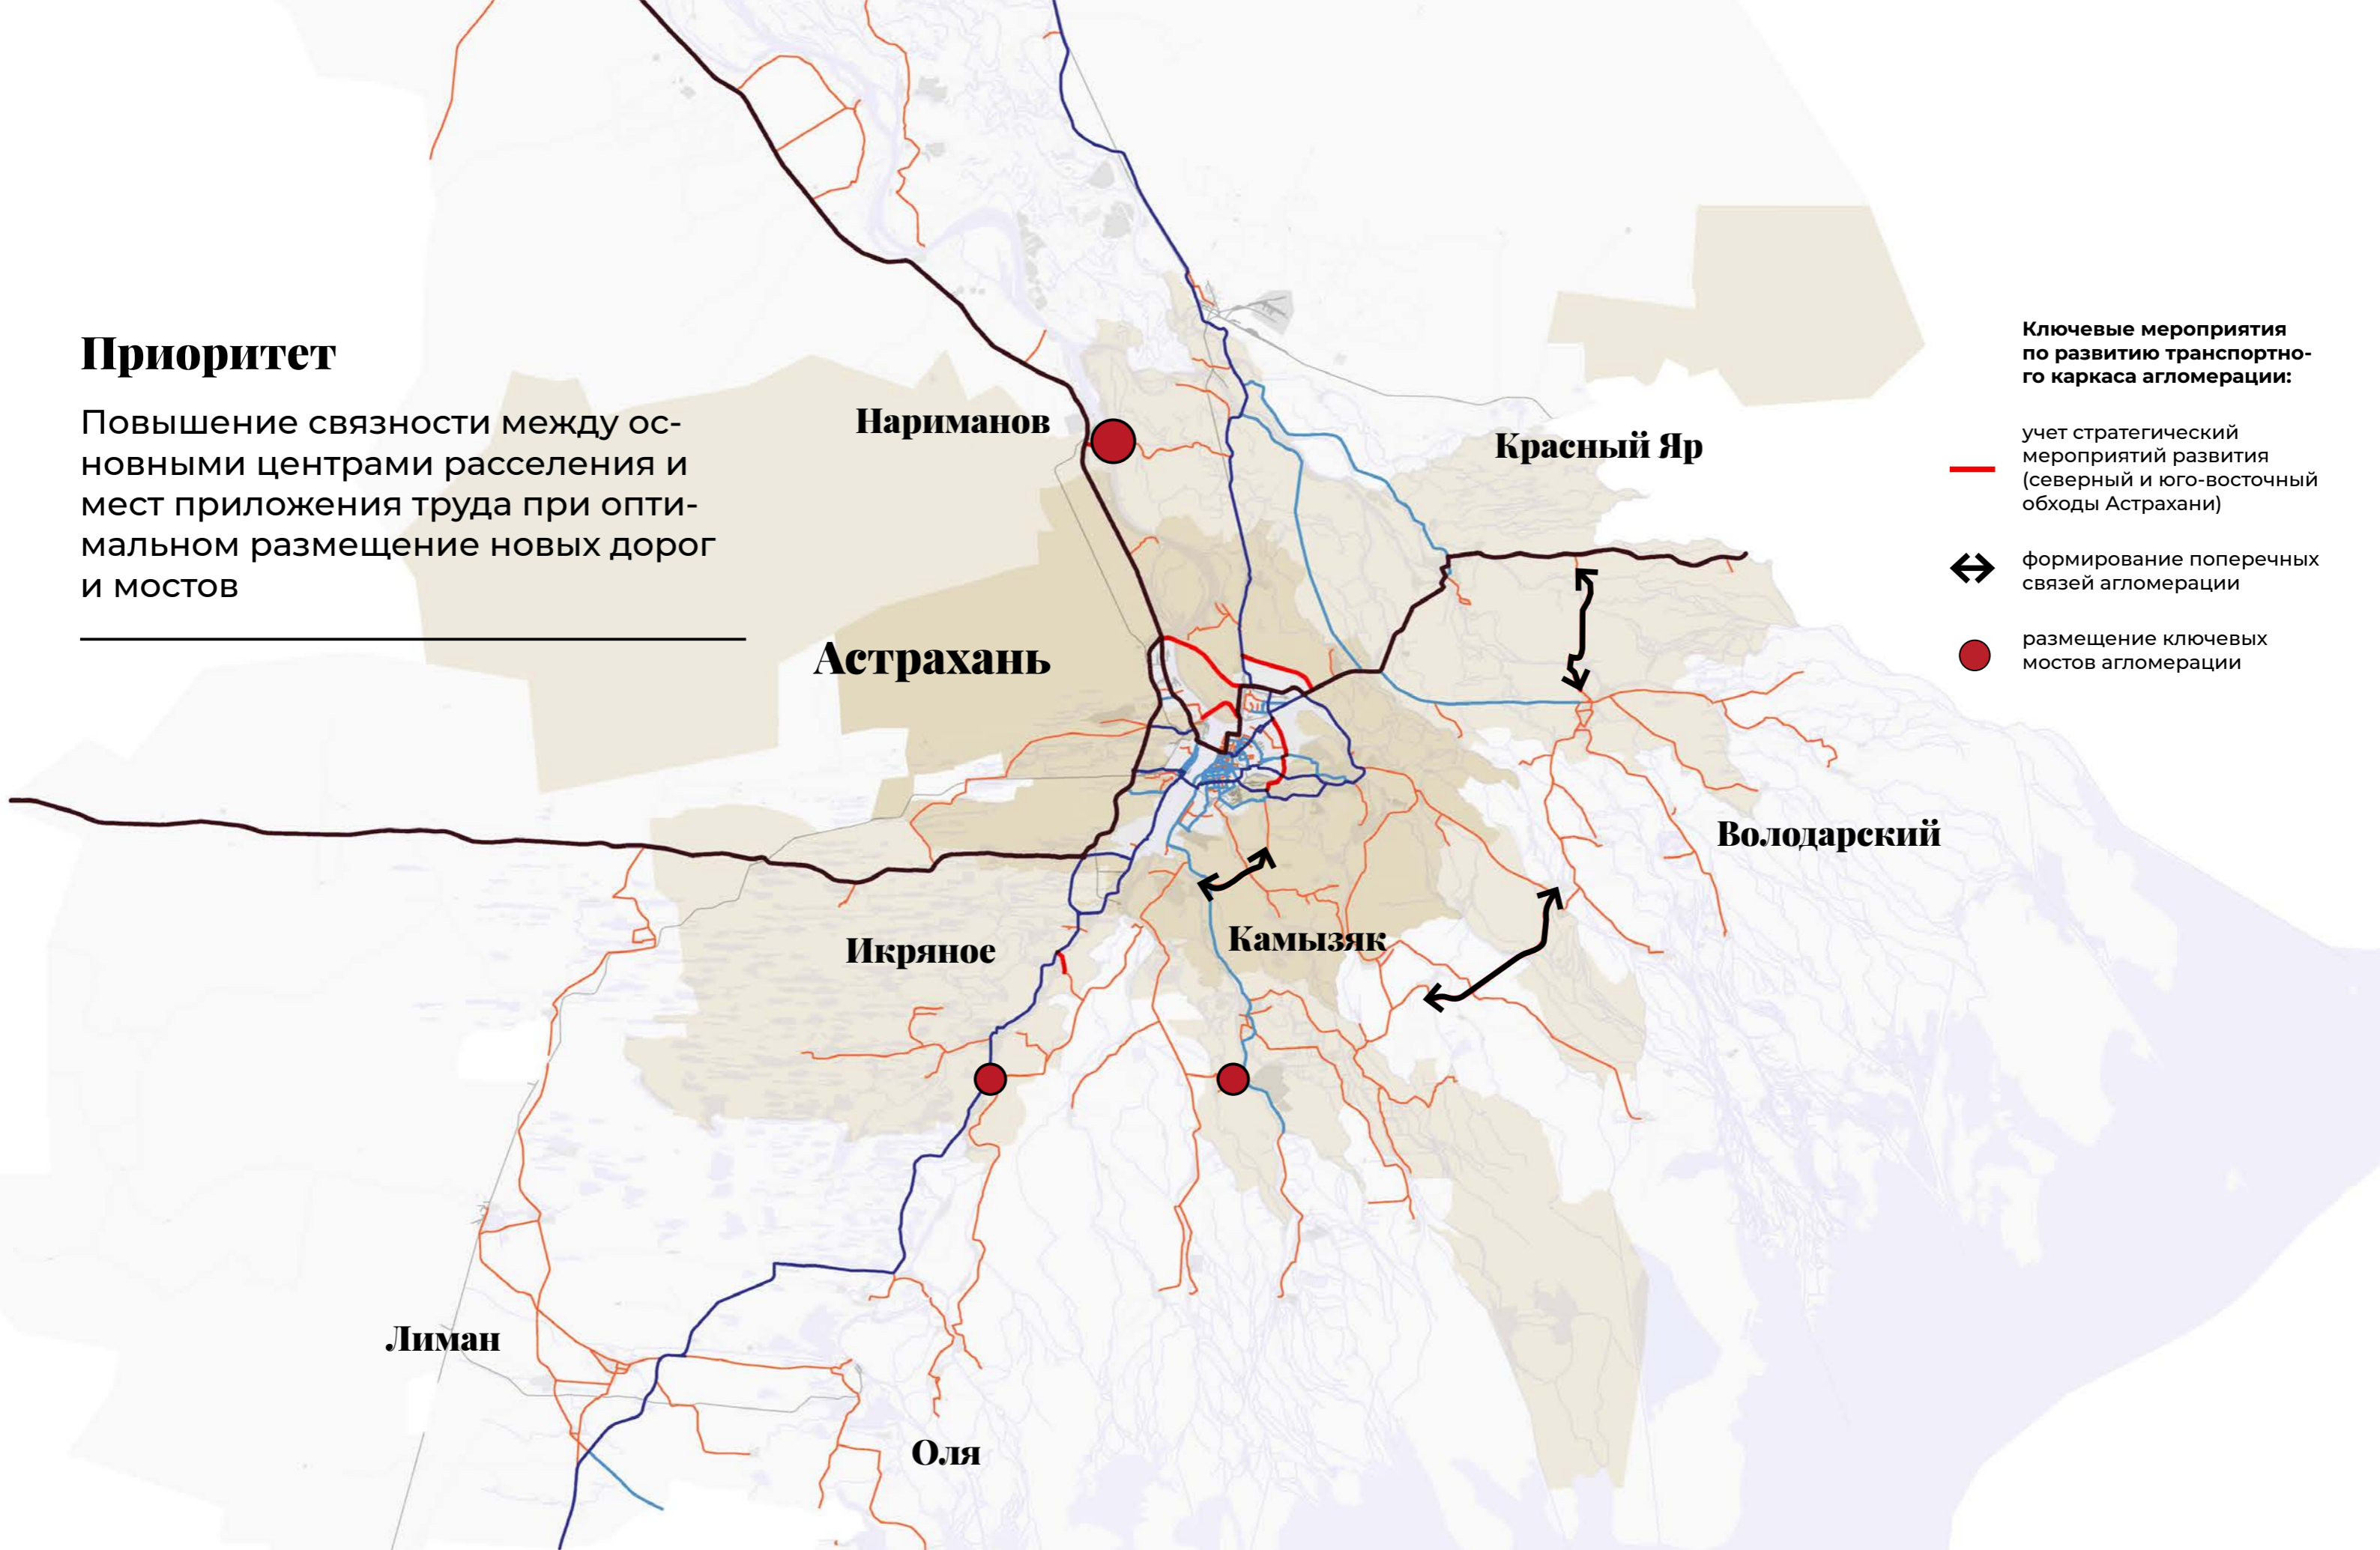 Приоритет
Повышение связности между ос-
новными центрами расселения и
мест приложения труда при опти-
мальном размещение новых дорог
и мостов
Нариманов
Красный Яр
Астрахань
Володарский
Икряное
Камызяк
Лиман
Оля
Ключевые мероприятия
по развитию транспортно-
го каркаса агломерации:
учет стратегический
мероприятий развития
(северный и юго-восточный
обходы Астрахани)
формирование поперечных
связей агломерации
размещение ключевых
мостов агломерации